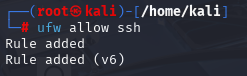 ┌──(root㉿kali)-[/home/kali]
└─# ufw allow ssh
Rule added
Rule added (v6)